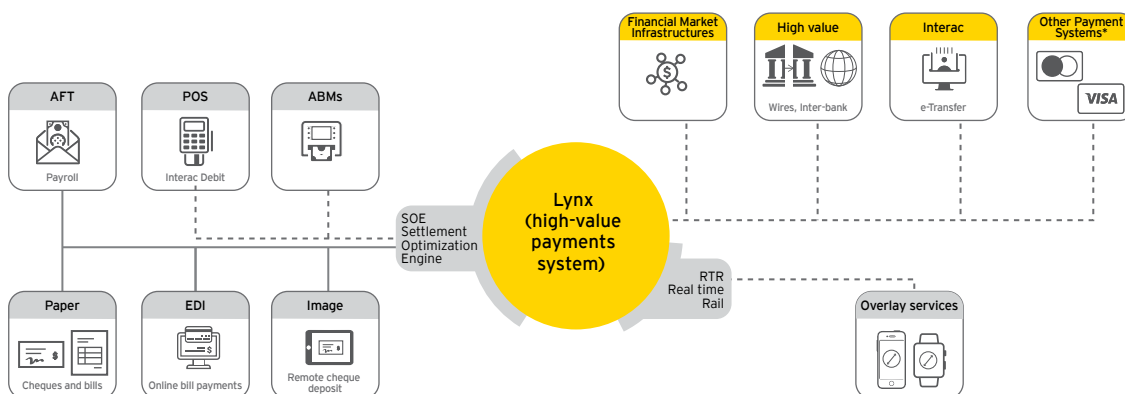 Financial Market
Infrastructures
High value
Wires, Inter-bank
Interac
e-Transfer
Other Payment
Systems*
VISA
AFT
Payroll
POS
Interac Debit
ABMs
SOE
Settlement
Optimization
Engine
Lynx
(high-value
payments
system)
RTR
Real time
Rail
Paper
Cheques and bills
EDI
Online bill payments
Image
Remote cheque
deposit
Overlay services